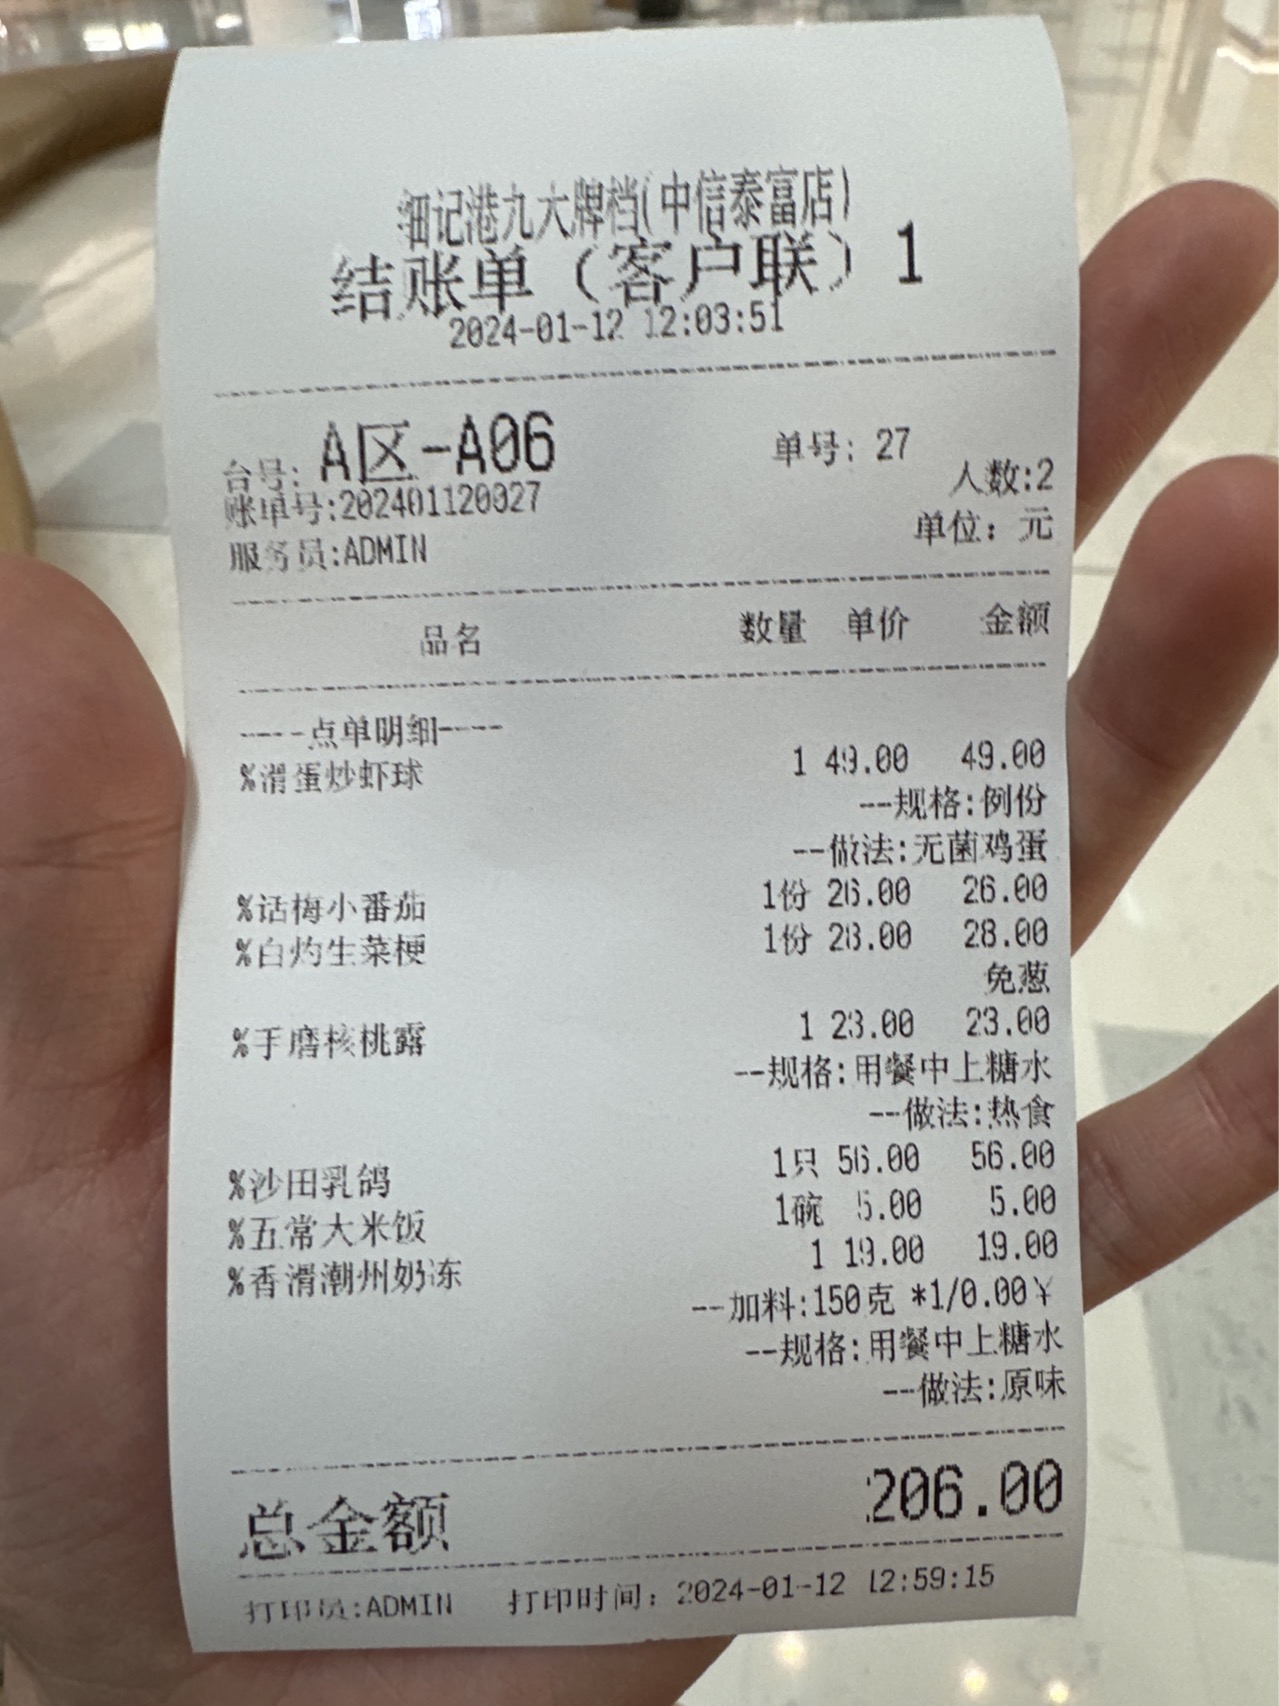 细记港九大牌档(中信泰富店)
结账单（客户联）1
2024-01-12 12:03:51
台号: A区-A06 单号: 27
人数:2
账单号:202401120027
单位: 元
服务员:ADMIN
品名 数量 单价 金额
----点单明细----
%滑蛋炒虾球 1 49.00 49.00
--规格:例份
--做法:无菌鸡蛋
%话梅小番茄 1份 26.00 26.00
%白灼生菜梗 1份 28.00 28.00
免葱
%手磨核桃露 1 23.00 23.00
--规格:用餐中上糖水
--做法:热食
%沙田乳鸽 1只 56.00 56.00
%五常大米饭 1碗 5.00 5.00
%香滑潮州奶冻 1 19.00 19.00
--加料:150克 *1/0.00¥
--规格:用餐中上糖水
--做法:原味
总金额 206.00
打印员:ADMIN 打印时间: 2024-01-12 12:59:15